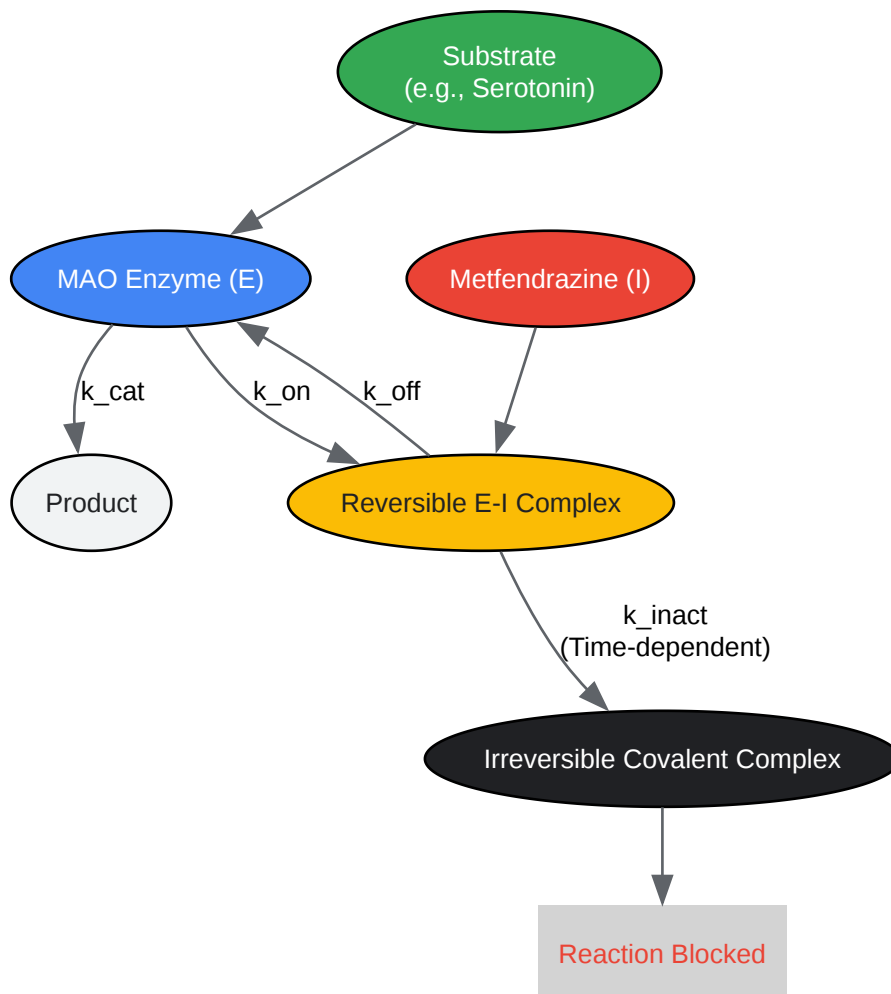 Substrate
(e.g., Serotonin)
MAO Enzyme (E)
Metfendrazine (I)
k_cat
k_on
k_off
Product
Reversible E-I Complex
k_inact
(Time-dependent)
Irreversible Covalent Complex
Reaction Blocked